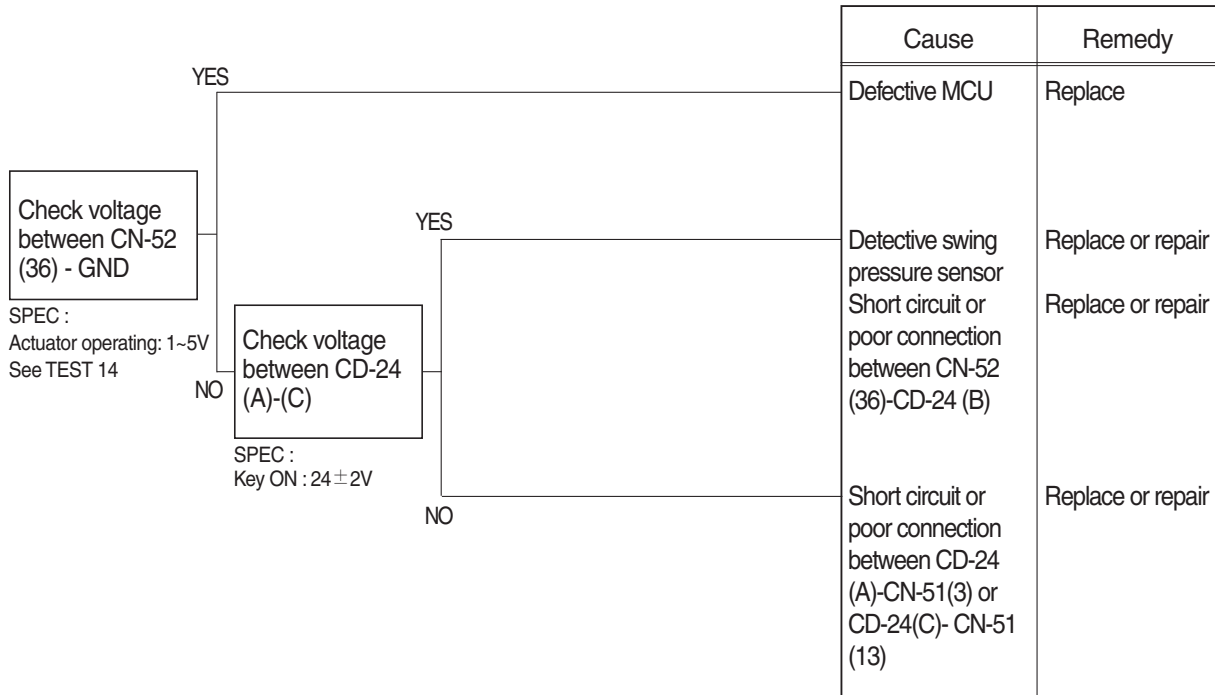 Cause Remedy
YES
Defective MCU Replace
Check voltage
between CN-52
(36) - GND
SPEC :
Actuator operating: 1~5V
See TEST 14
NO
YES
Detective swing Replace or repair
pressure sensor
Short circuit or Replace or repair
poor connection
between CN-52
(36)-CD-24 (B)
Check voltage
between CD-24
(A)-(C)
SPEC :
Key ON : 24±2V
NO
Short circuit or Replace or repair
poor connection
between CD-24
(A)-CN-51(3) or
CD-24(C)- CN-51
(13)